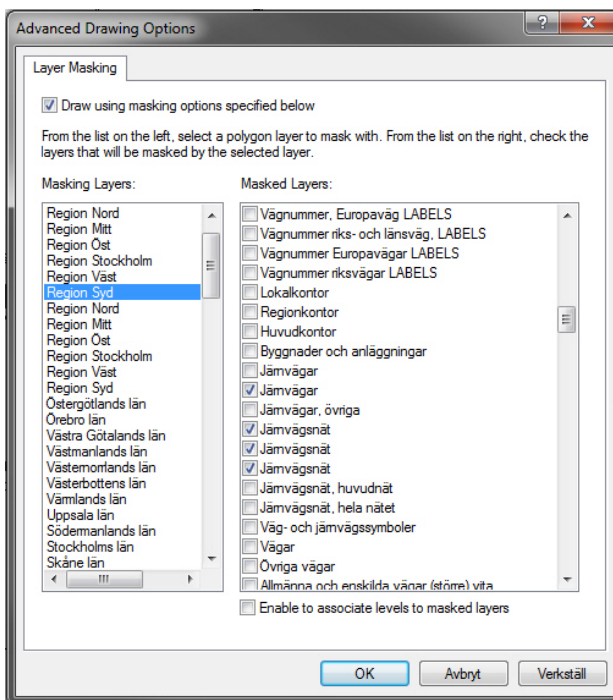 Advanced Drawing Options
Layer Masking
Draw using masking options specified below
From the list on the left, select a polygon layer to mask with. From the list on the right, check the
layers that will be masked by the selected layer.
Masking Layers:
Region Nord
Region Mitt
Region Öst
Region Stockholm
Region Väst
Region Syd
Region Nord
Region Mitt
Region Öst
Region Stockholm
Region Väst
Region Syd
Östergötlands län
Örebro län
Västra Götalands län
Västmanlands län
Västernorrlands län
Västerbottens län
Värmlands län
Uppsala län
Södermanlands län
Stockholms län
Skåne län
Masked Layers:
Vägnummer, Europaväg LABELS
Vägnummer riks- och länsväg, LABELS
Vägnummer Europavägar LABELS
Vägnummer riksvägar LABELS
Lokalkontor
Regionkontor
Huvudkontor
Byggnader och anläggningar
Järnvägar
Järnvägar
Järnvägar, övriga
Järnvägsnät
Järnvägsnät
Järnvägsnät
Järnvägsnät, huvudnät
Järnvägsnät, hela nätet
Väg- och järnvägssymboler
Vägar
Övriga vägar
Allmänna och enskilda vägar (större) vita
Enable to associate levels to masked layers
OK
Avbryt
Verkställ